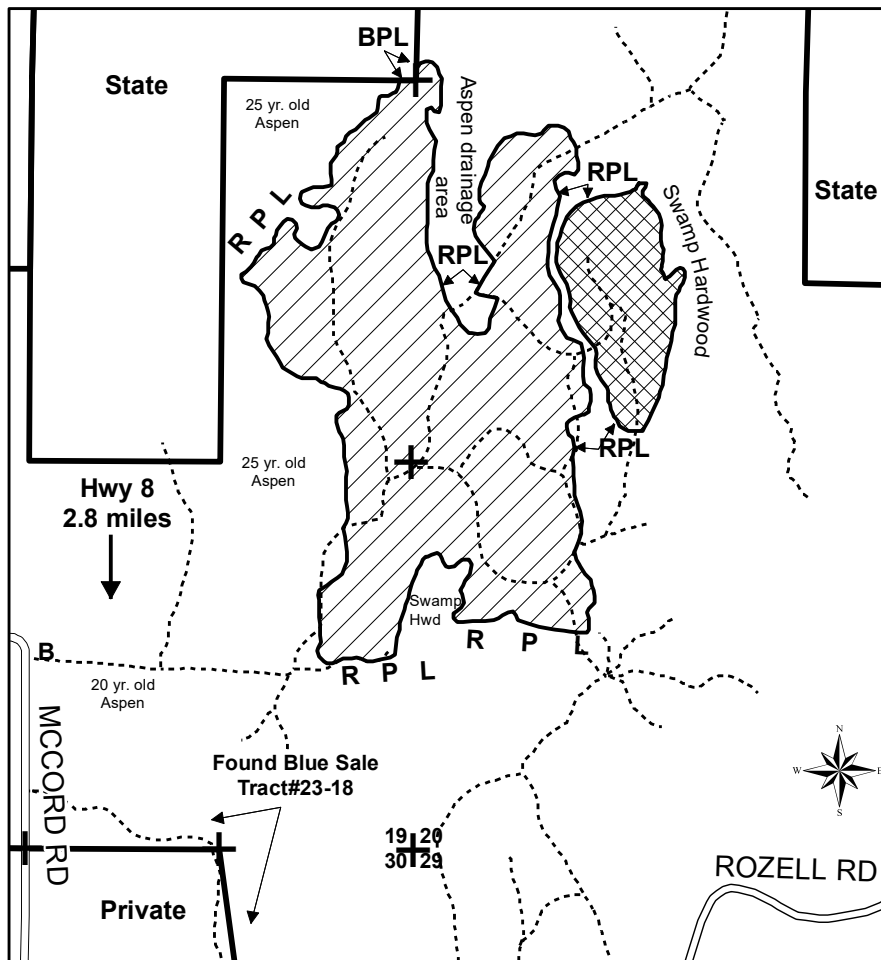 BPL
State
25 yr. old
Aspen
Aspen drainage
area
RPL
State
R P L
Swamp Hardwood
RPL
RPL
25 yr. old
Aspen
Hwy 8
2.8 miles
Swamp
Hwd
R P L
B
R P L
20 yr. old
Aspen
MCCORD RD
Found Blue Sale
Tract#23-18
N
W E
S
19 20
30 29
ROZELL RD
Private